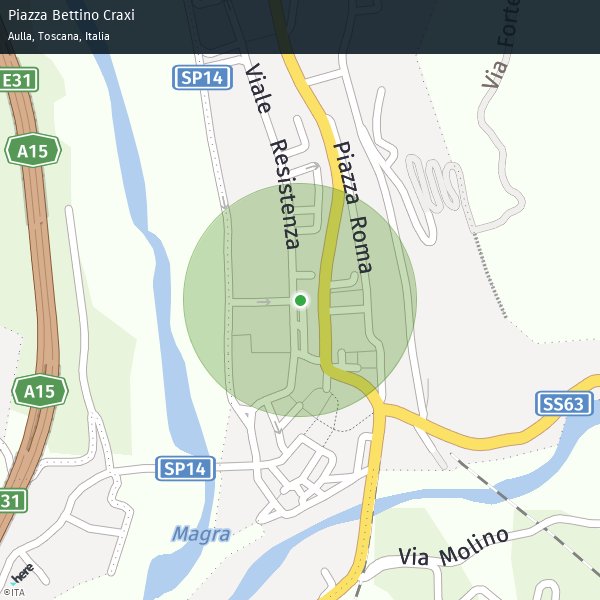 Piazza Bettino Craxi
Aulla, Toscana, Italia
Via Forte
E31
SP14
A15
Viale Resistenza
Piazza Roma
A15
SS63
SP14
31
Magra
Via Molino
here
©ITA